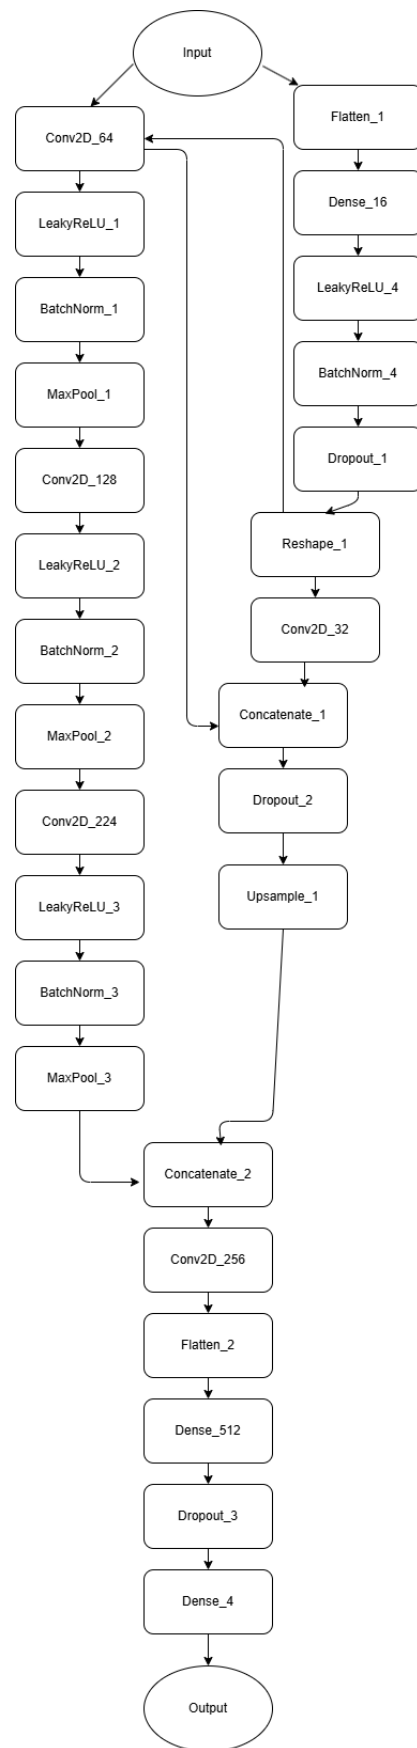 Input
Conv2D_64
LeakyReLU_1
BatchNorm_1
MaxPool_1
Conv2D_128
LeakyReLU_2
BatchNorm_2
MaxPool_2
Conv2D_224
LeakyReLU_3
BatchNorm_3
MaxPool_3
Flatten_1
Dense_16
LeakyReLU_4
BatchNorm_4
Dropout_1
Reshape_1
Conv2D_32
Concatenate_1
Dropout_2
Upsample_1
Concatenate_2
Conv2D_256
Flatten_2
Dense_512
Dropout_3
Dense_4
Output